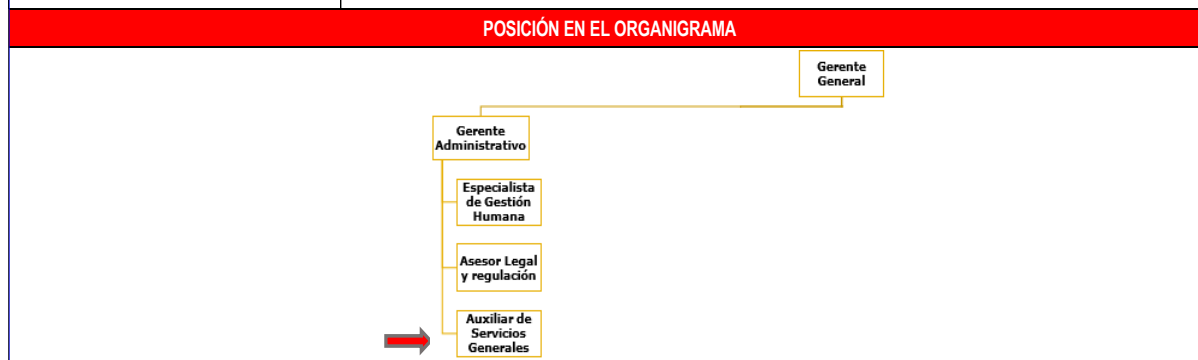 POSICIÓN EN EL ORGANIGRAMA
Gerente
General
Gerente
Administrativo
Especialista
de Gestión
Humana
Asesor Legal
y regulación
Auxiliar de
Servicios
Generales